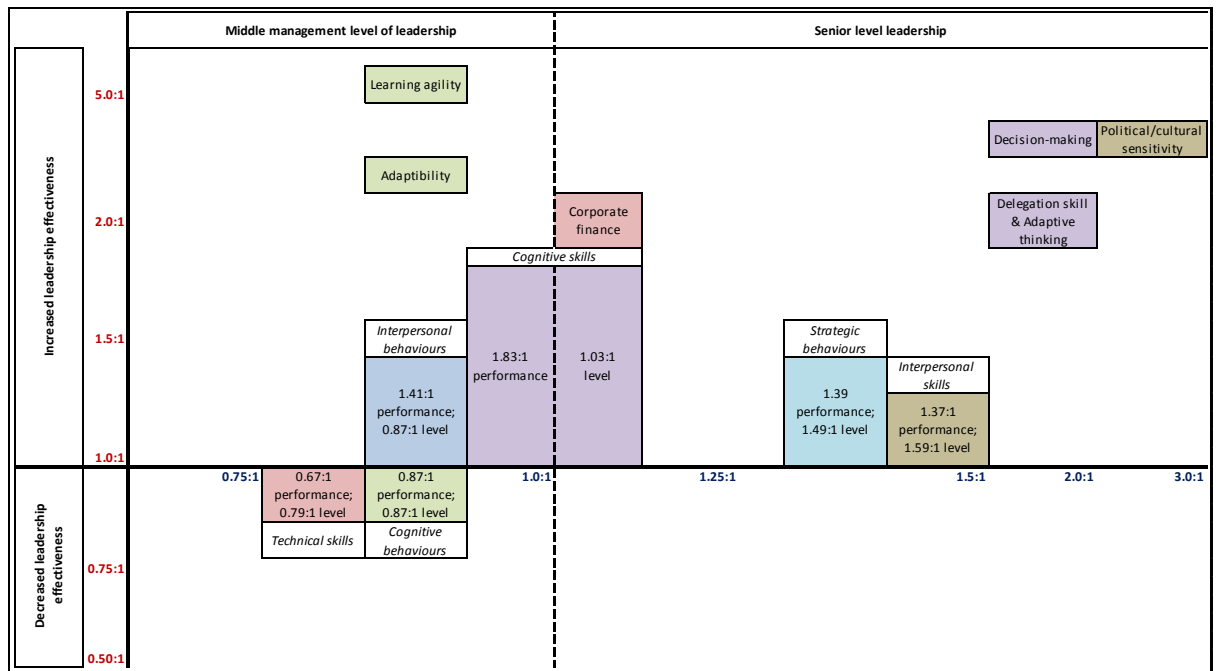 Middle management level of leadership
Senior level leadership
Increased leadership effectiveness
5.0:1
Learning agility
Decision-making
Political/cultural
sensitivity
Adaptibility
2.0:1
Corporate
finance
Delegation skill
& Adaptive
thinking
Cognitive skills
1.5:1
Interpersonal
behaviours
1.83:1
performance
1.03:1
level
Strategic
behaviours
Interpersonal
skills
1.41:1
performance;
0.87:1 level
1.39
performance;
1.49:1 level
1.37:1
performance;
1.59:1 level
1.0:1
0.75:1
1.0:1
1.25:1
1.5:1
2.0:1
3.0:1
Decreased leadership
effectiveness
0.67:1
performance;
0.79:1 level
0.87:1
performance;
0.87:1 level
Technical skills
Cognitive
behaviours
0.75:1
0.50:1